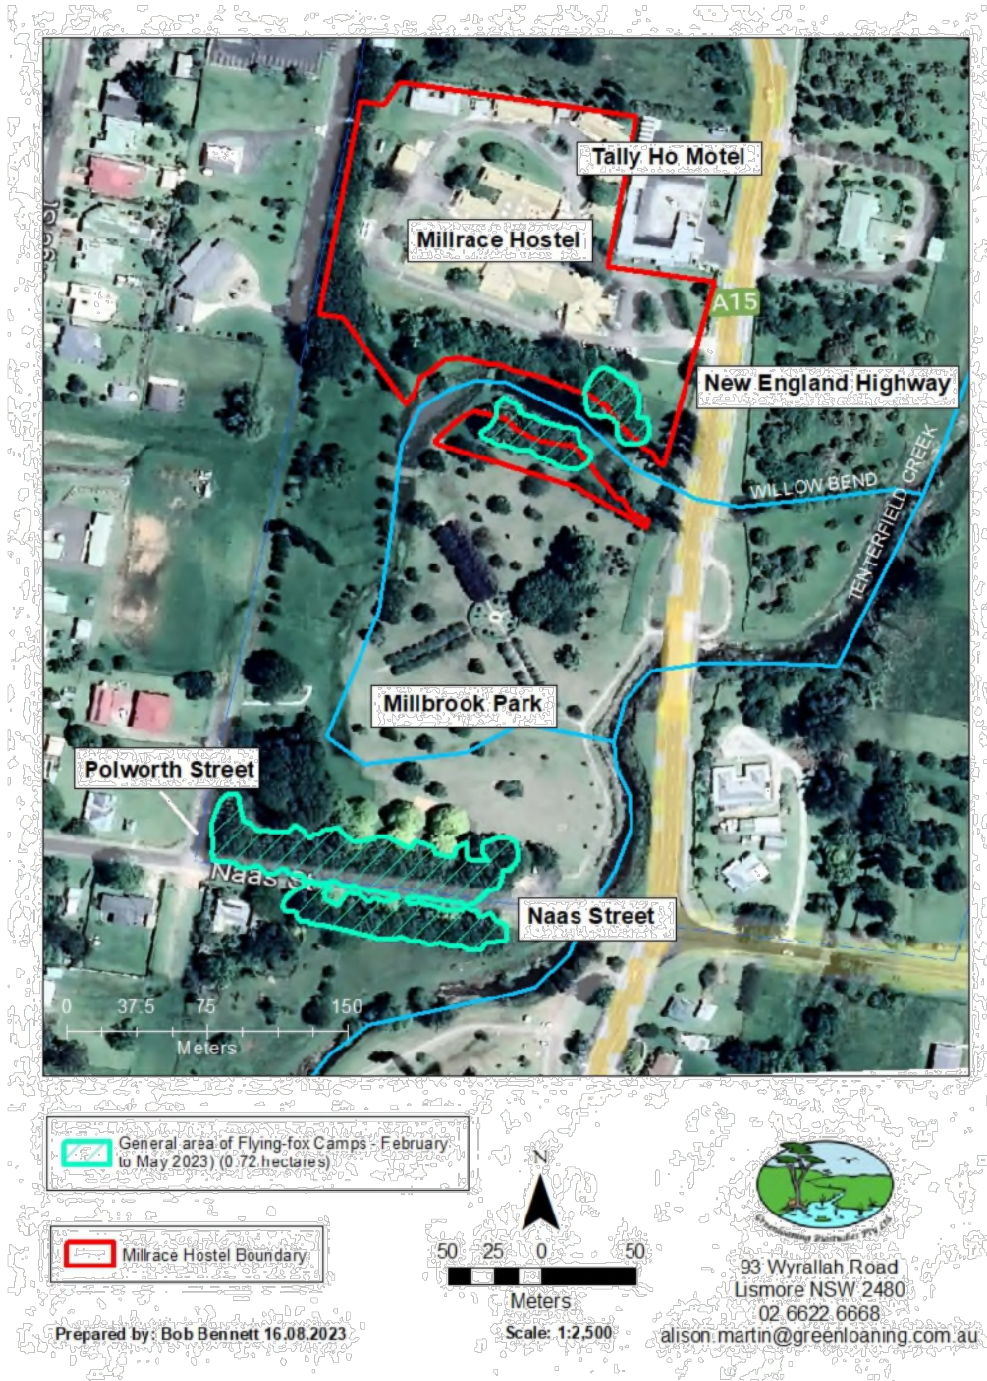 Tally Ho Motel
Millrace Hostel
A15
New England Highway
WILLOW BEND
TENTERFIELD CREEK
Millbrook Park
Polworth Street
Naas St
Naas Street
0 37.5 75 150
Meters
General area of Flying-fox Camps - February
to May 2023) (0.72 hectares)
Millrace Hostel Boundary
Prepared by: Bob Bennett 16.08.2023
N
50 25 0 50
Meters
Scale: 1:2,500
93 Wyrallah Road
Lismore NSW 2480
02 6622 6668
alison.martin@greenloaning.com.au